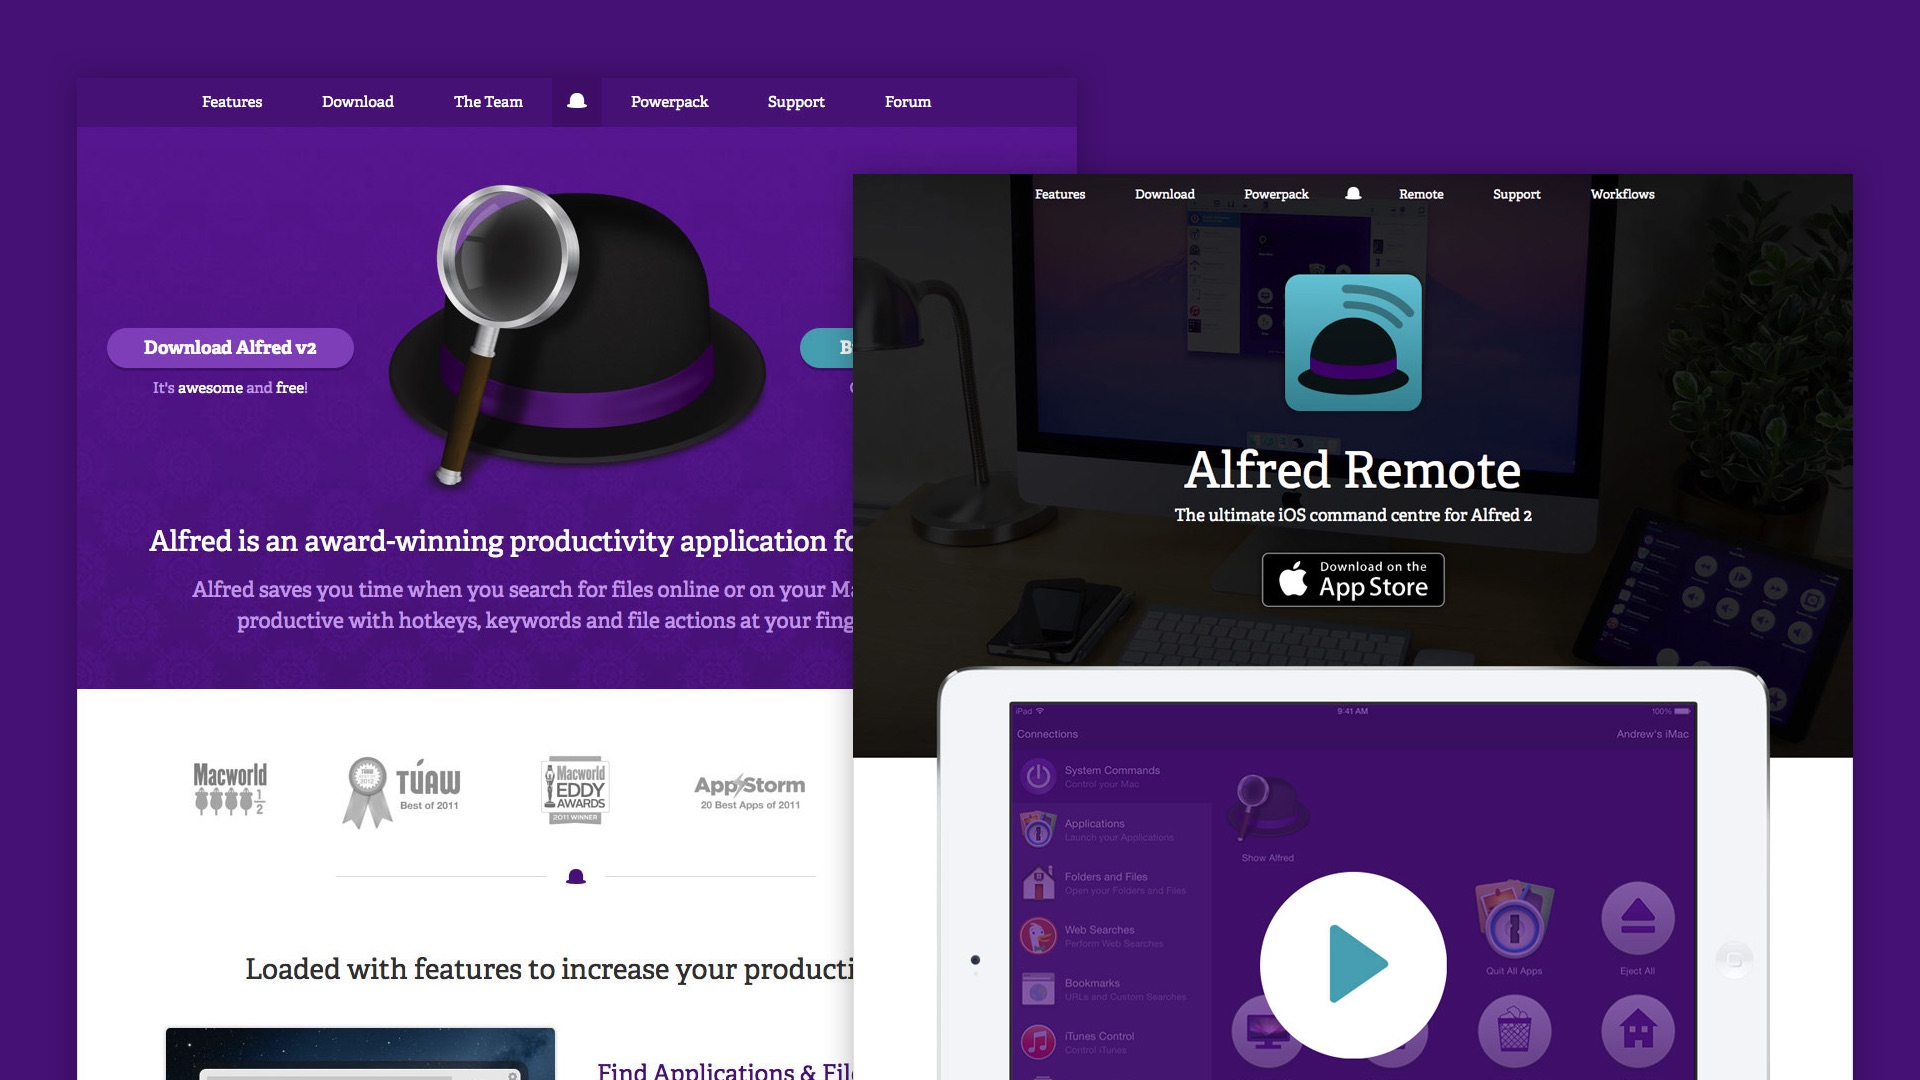 Features
Download
The Team
Powerpack
Support
Forum
Download Alfred v2
It's awesome and free!
B
Alfred is an award-winning productivity application fo
Alfred saves you time when you search for files online or on your Ma
productive with hotkeys, keywords and file actions at your fing
Macworld
1/2
TÚAW
Best of 2011
Macworld
EDDY
AWARDS
2011 WINNER
AppStorm
20 Best Apps of 2011
Loaded with features to increase your producti
Find Applications & Fil
Features
Download
Powerpack
Remote
Support
Workflows
Alfred Remote
The ultimate iOS command centre for Alfred 2
Download on the
App Store
iPad
9:41 AM
100%
Connections
Andrew's iMac
System Commands
Control your Mac
Applications
Launch your Applications
Folders and Files
Open your Folders and Files
Web Searches
Perform Web Searches
Bookmarks
URLs and Custom Searches
iTunes Control
Control iTunes
Show Alfred
Quit All Apps
Eject All